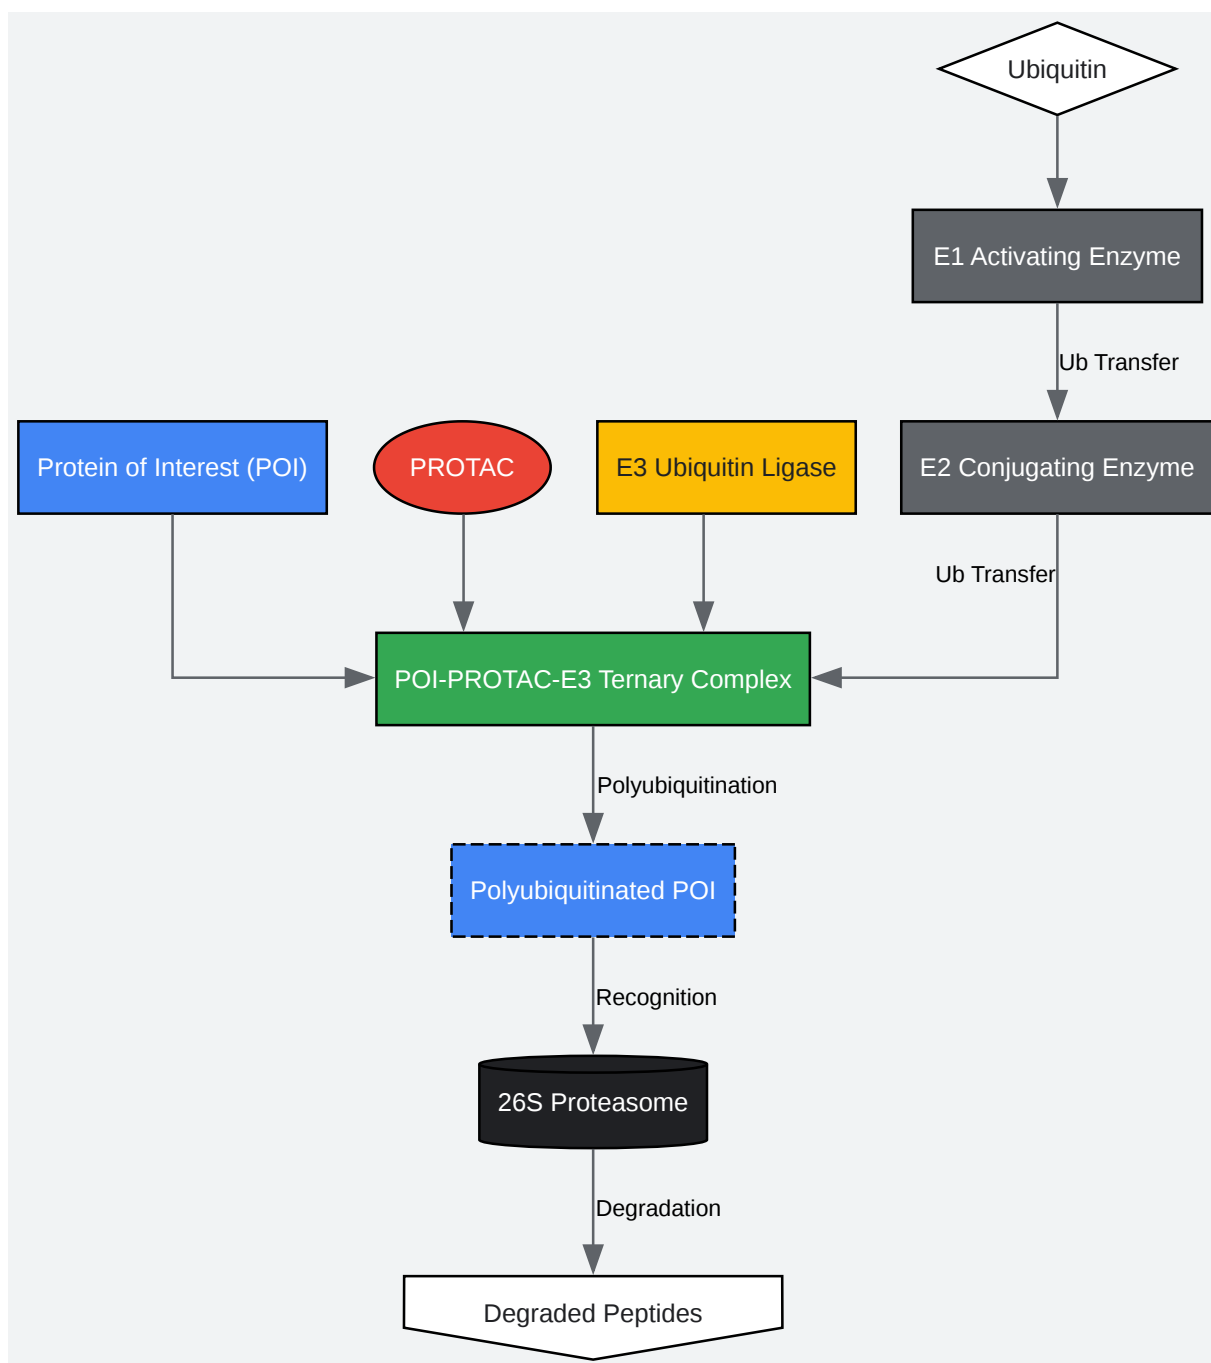 Ubiquitin
E1 Activating Enzyme
Ub Transfer
Protein of Interest (POI)
PROTAC
E3 Ubiquitin Ligase
E2 Conjugating Enzyme
Ub Transfer
POI-PROTAC-E3 Ternary Complex
Polyubiquitination
Polyubiquitinated POI
Recognition
26S Proteasome
Degradation
Degraded Peptides